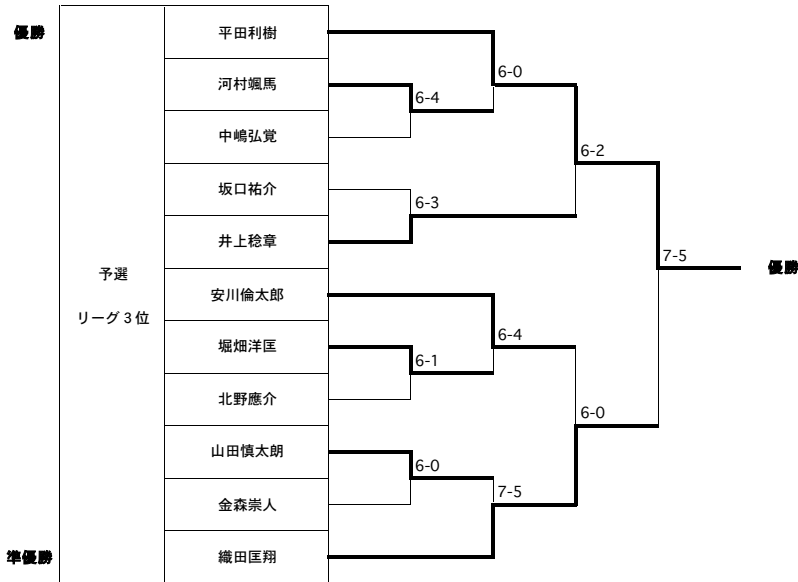 優勝
平田利樹
河村颯馬
中嶋弘覚
坂口祐介
井上稔章
予選
リーグ3位
安川倫太郎
堀畑洋匡
北野應介
山田慎太朗
金森崇人
準優勝
織田匡翔
6-0
6-4
6-2
6-3
7-5
優勝
6-4
6-1
6-0
6-0
7-5